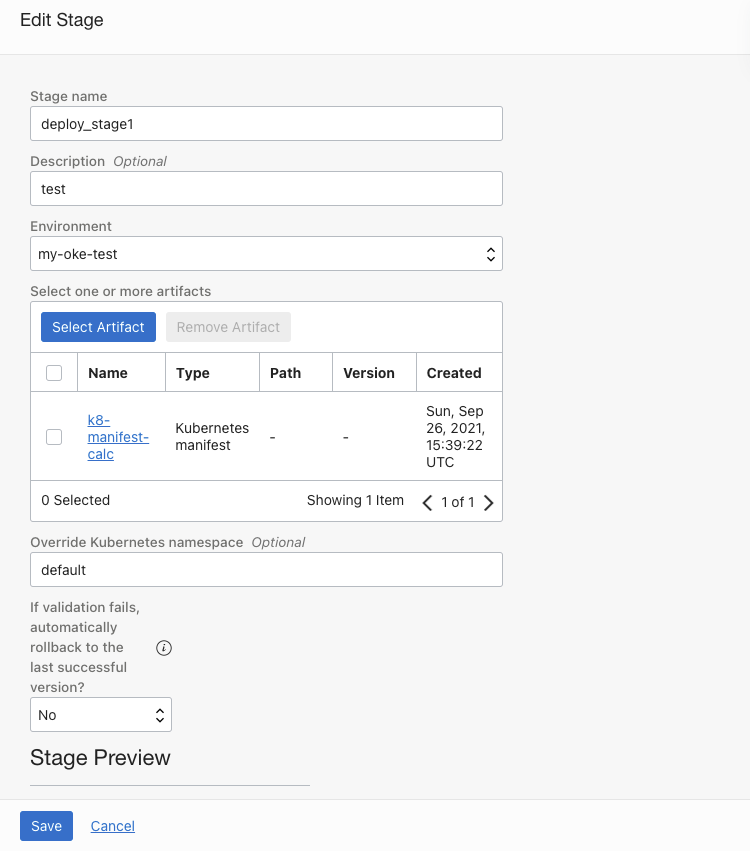 Edit Stage
Stage name
deploy_stage1
Description Optional
test
Environment
my-oke-test
Select one or more artifacts
Select Artifact Remove Artifact
Name Type Path Version Created
k8-
manifest-
calc
Kubernetes
manifest
-
-
Sun, Sep
26, 2021,
15:39:22
UTC
0 Selected Showing 1 Item 1 of 1
Override Kubernetes namespace Optional
default
If validation fails,
automatically
rollback to the
last successful
version?
No
Stage Preview
Save Cancel